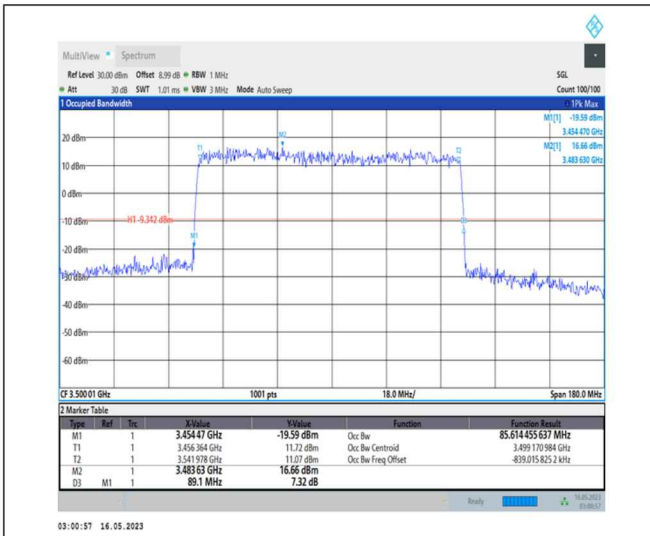 MultiView Spectrum
Ref Level 30.00 dBm Offset 8.99 dB RBW 1 MHz SGL
Att 30 dB SWT 1.01 ms VBW 3 MHz Mode Auto Sweep Count 100/100
1 Occupied Bandwidth 1Pk Max
M1[1] -19.59 dBm
3.454 470 GHz
M2[1] 16.66 dBm
3.483 630 GHz
20 dBm
M2
T1
T2
10 dBm
0 dBm
-10 dBm
H1 -9.342 dBm
D3
M1
-20 dBm
-30 dBm
-40 dBm
-50 dBm
-60 dBm
CF 3.500 01 GHz 1001 pts 18.0 MHz/ Span 180.0 MHz
2 Marker Table
Type Ref Trc X-Value Y-Value Function Function Result
M1 1 3.454 47 GHz -19.59 dBm Occ Bw 85.614 455 637 MHz
T1 1 3.456 364 GHz 11.72 dBm Occ Bw Centroid 3.499 170 984 GHz
T2 1 3.541 978 GHz 11.07 dBm Occ Bw Freq Offset -839.015 825 2 kHz
M2 1 3.483 63 GHz 16.66 dBm
D3 M1 1 89.1 MHz 7.32 dB
Ready 16.05.2023
03:00:57
03:00:57 16.05.2023